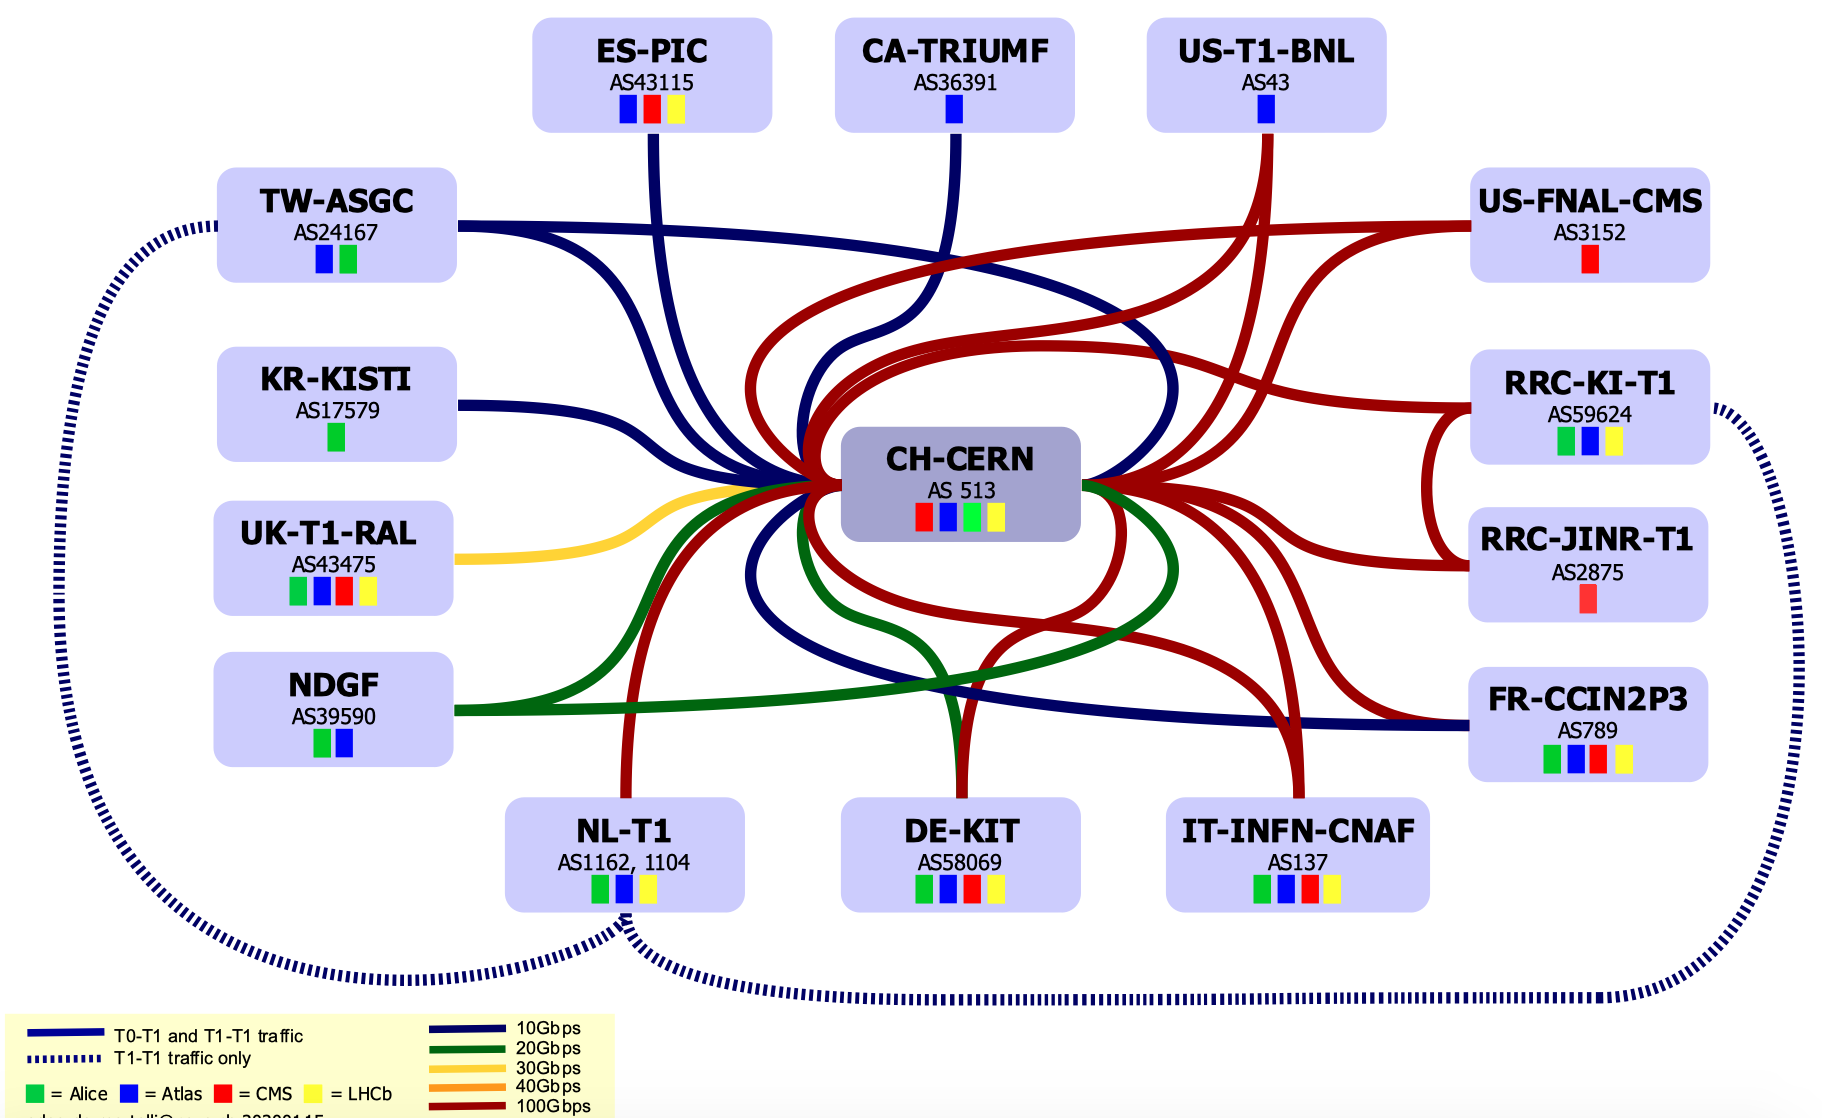 ES-PIC
AS43115
CA-TRIUMF
AS36391
US-T1-BNL
AS43
TW-ASGC
AS24167
US-FNAL-CMS
AS3152
KR-KISTI
AS17579
RRC-KI-T1
AS59624
CH-CERN
AS 513
UK-T1-RAL
AS43475
RRC-JINR-T1
AS2875
NDGF
AS39590
FR-CCIN2P3
AS789
NL-T1
AS1162, 1104
DE-KIT
AS58069
IT-INFN-CNAF
AS137
T0-T1 and T1-T1 traffic
T1-T1 traffic only
= Alice = Atlas = CMS = LHCb
10Gbps
20Gbps
30Gbps
40Gbps
100Gbps